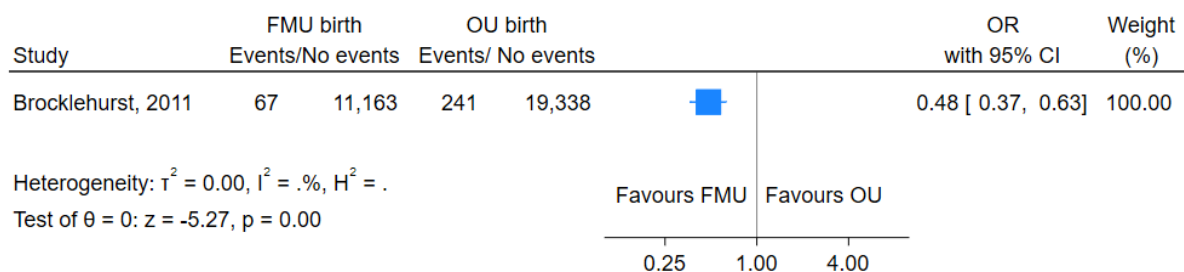 FMU birth OU birth OR Weight
Study Events/No events Events/ No events with 95% CI (%)
Brocklehurst, 2011 67 11,163 241 19,338 0.48 [ 0.37, 0.63] 100.00
Heterogeneity: τ² = 0.00, I² = .%, H² = .
Favours FMU Favours OU
Test of θ = 0: z = -5.27, p = 0.00
0.25 1.00 4.00